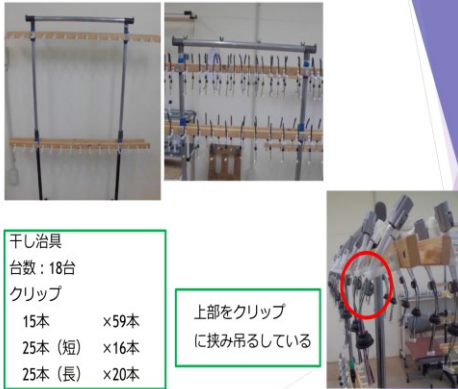 干し治具
台数：18台
クリップ
15本 ×59本
25本（短） ×16本
25本（長） ×20本
上部をクリップ
に挟み吊るしている